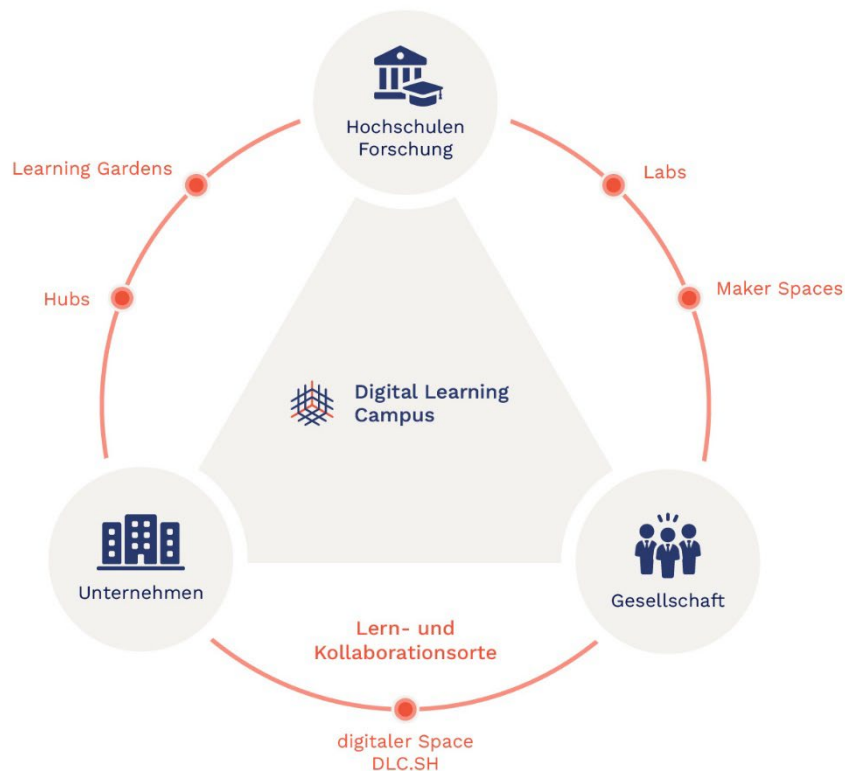 Hochschulen
Forschung
Learning Gardens
Labs
Hubs
Maker Spaces
Digital Learning
Campus
Unternehmen
Gesellschaft
Lern- und
Kollaborationsorte
digitaler Space
DLC.SH